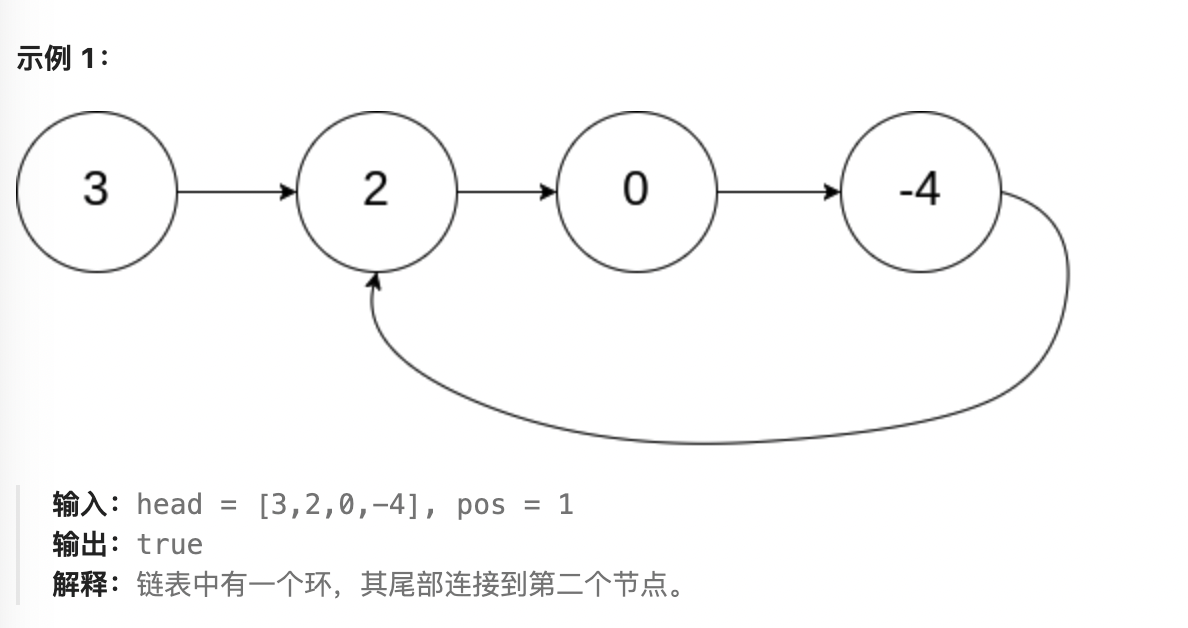 示例 1：
3 2 0 -4
输入：head = [3,2,0,-4], pos = 1
输出：true
解释：链表中有一个环，其尾部连接到第二个节点。